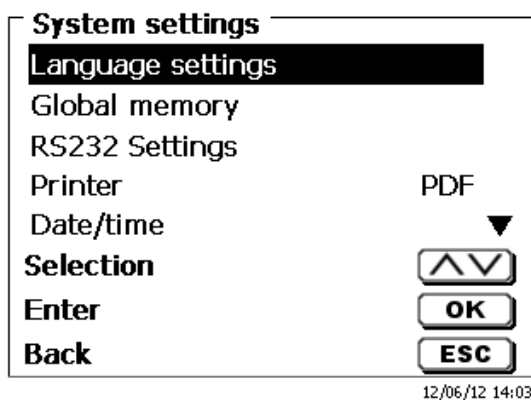 System settings
Language settings
Global memory
RS232 Settings
Printer PDF
Date/time
Selection
Enter OK
Back ESC
12/06/12 14:03